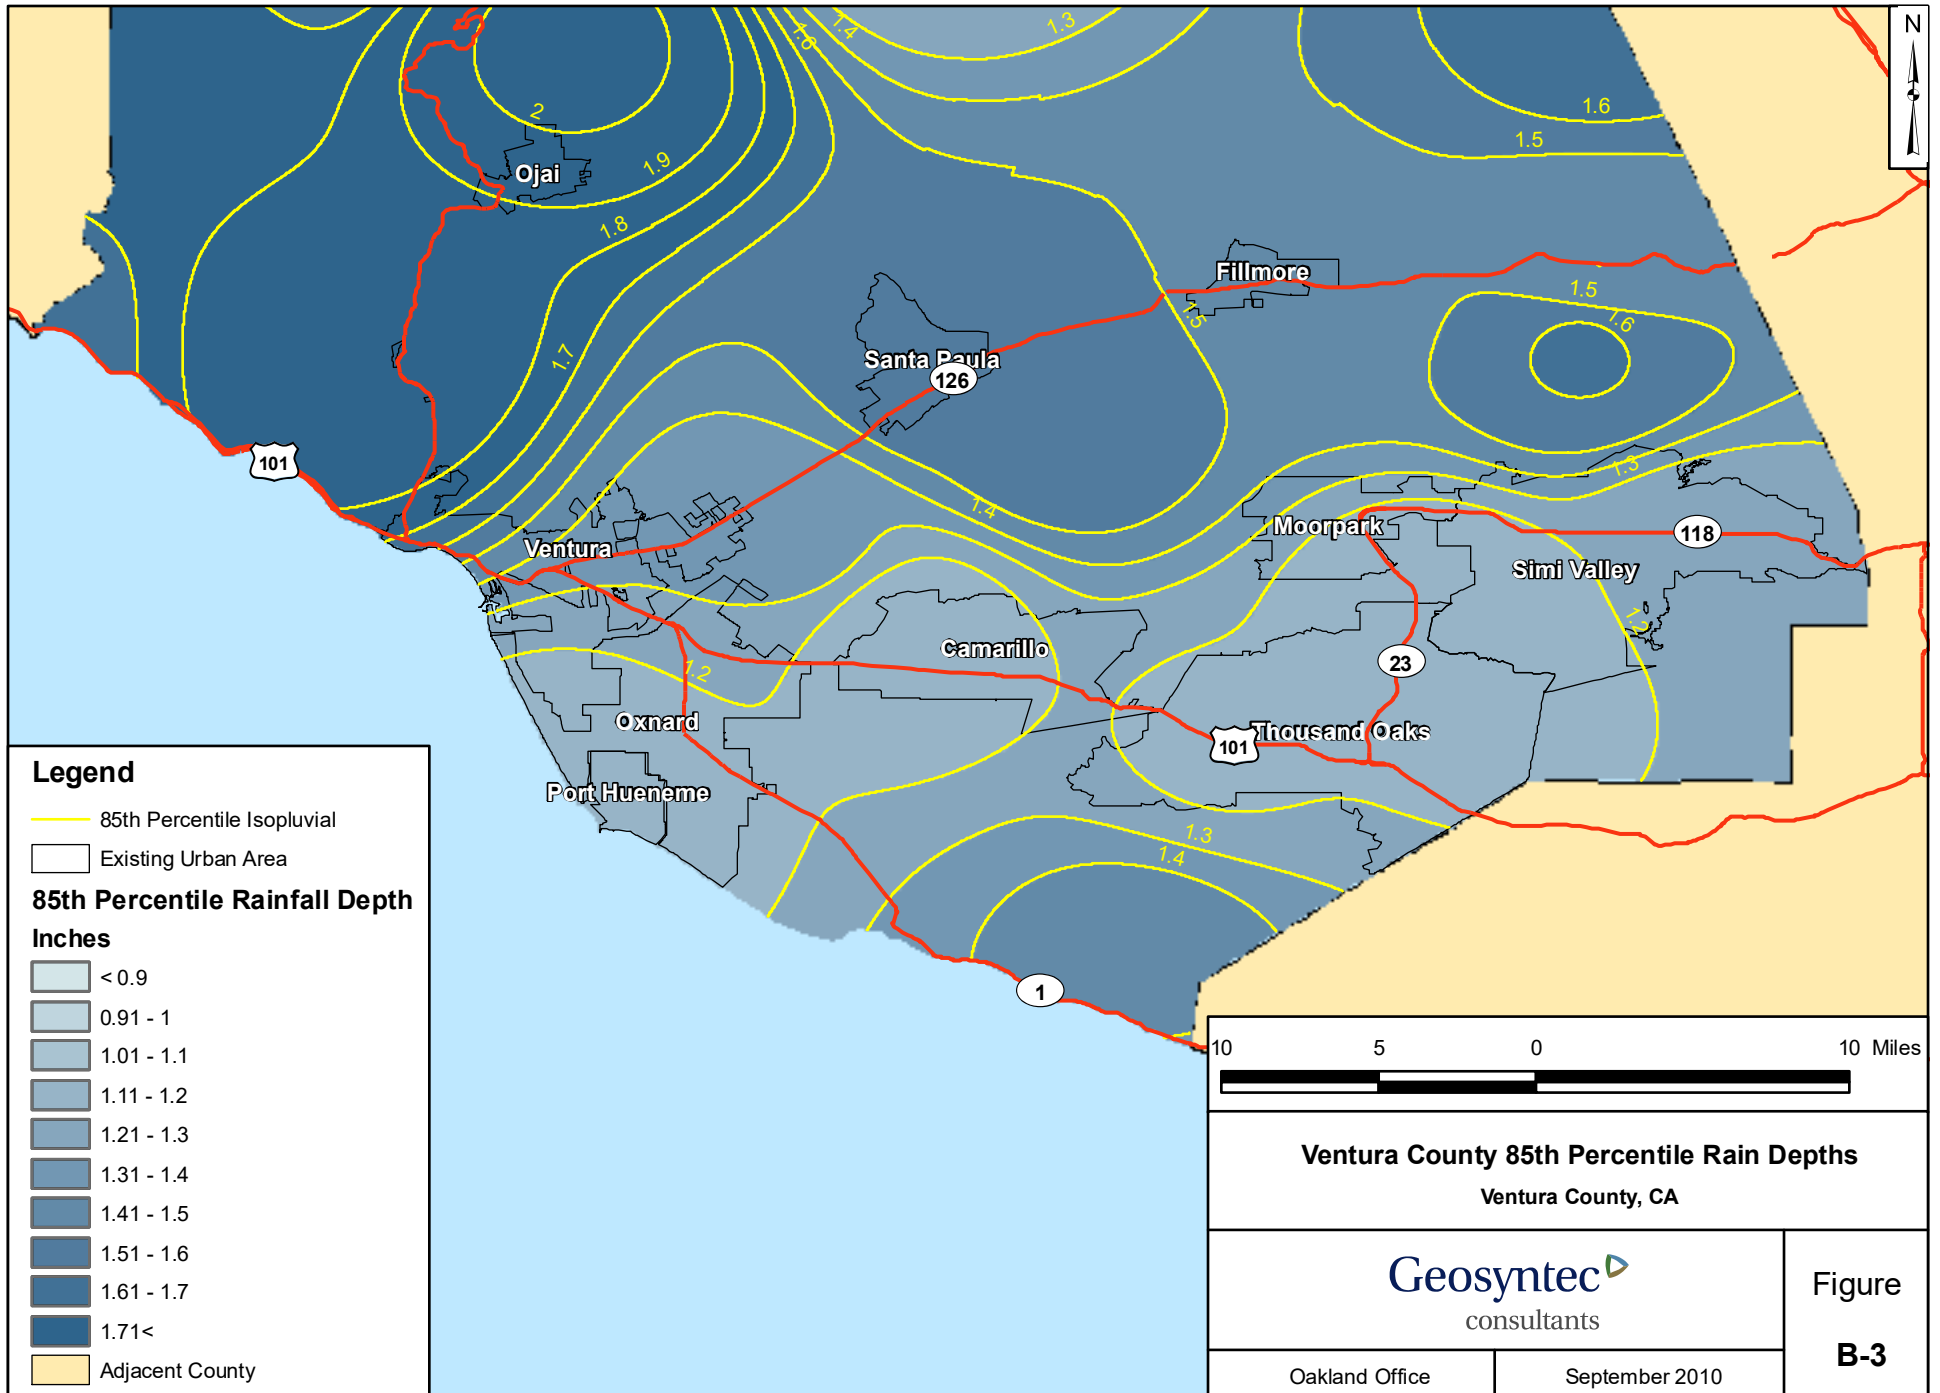 1.3
1.4
1.6
N
2
1.6
1.5
1.9
Ojai
1.8
Fillmore
1.5
1.5
1.6
1.7
Santa Paula
126
101
1.3
1.4
Moorpark
118
Ventura
Simi Valley
1.2
Camarillo
23
1.2
Oxnard
Thousand Oaks
101
Port Hueneme
1.3
1.4
1
Legend
85th Percentile Isopluvial
Existing Urban Area
85th Percentile Rainfall Depth
Inches
< 0.9
0.91 - 1
1.01 - 1.1
1.11 - 1.2
1.21 - 1.3
1.31 - 1.4
1.41 - 1.5
1.51 - 1.6
1.61 - 1.7
1.71<
Adjacent County
10 5 0 10 Miles
Ventura County 85th Percentile Rain Depths
Ventura County, CA
Geosyntec
consultants
Figure
B-3
Oakland Office
September 2010